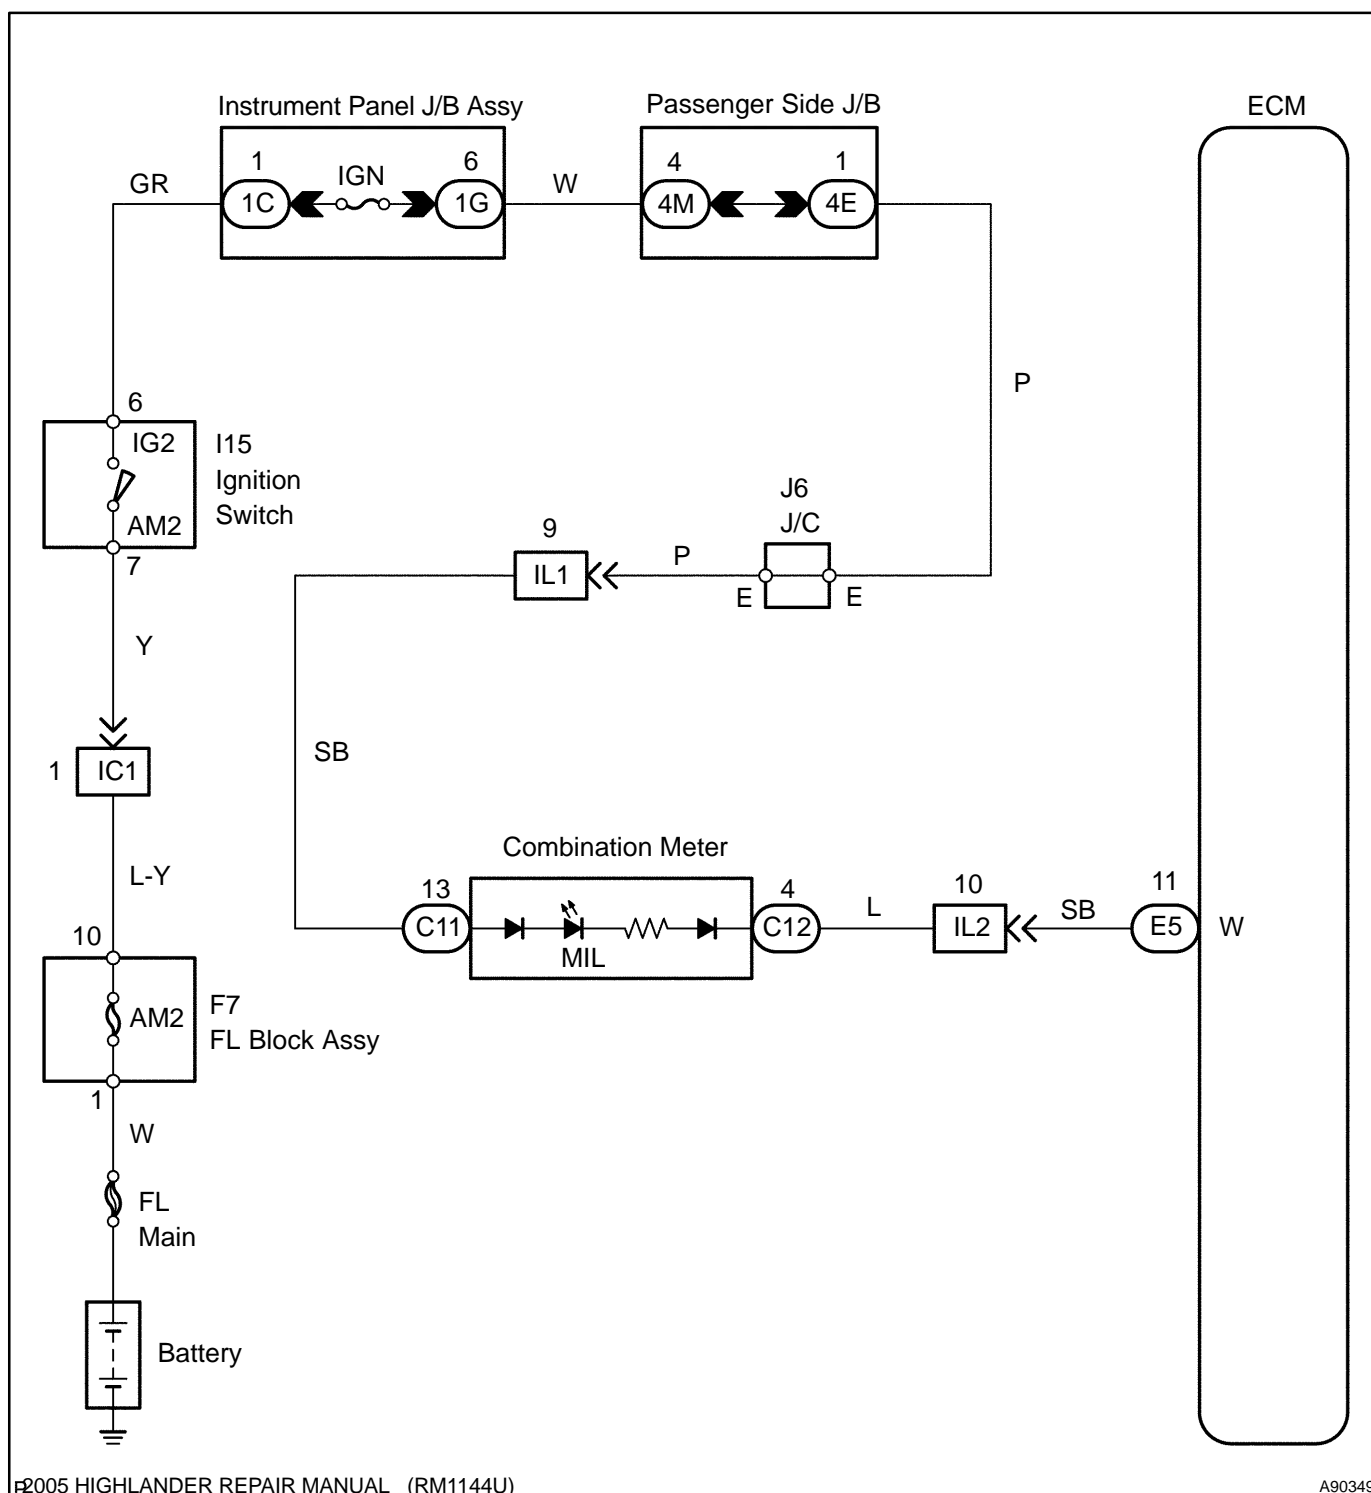 Instrument Panel J/B Assy
Passenger Side J/B
ECM
1
IGN
6
4
1
GR
1C
1G
W
4M
4E
P
6
IG2
I15
Ignition
Switch
AM2
7
J6
J/C
9
P
IL1
E
E
Y
SB
1
IC1
Combination Meter
L-Y
13
4
10
11
C11
C12
L
IL2
SB
E5
W
MIL
10
AM2
F7
FL Block Assy
1
W
FL
Main
Battery
2005 HIGHLANDER REPAIR MANUAL (RM1144U)
A90349